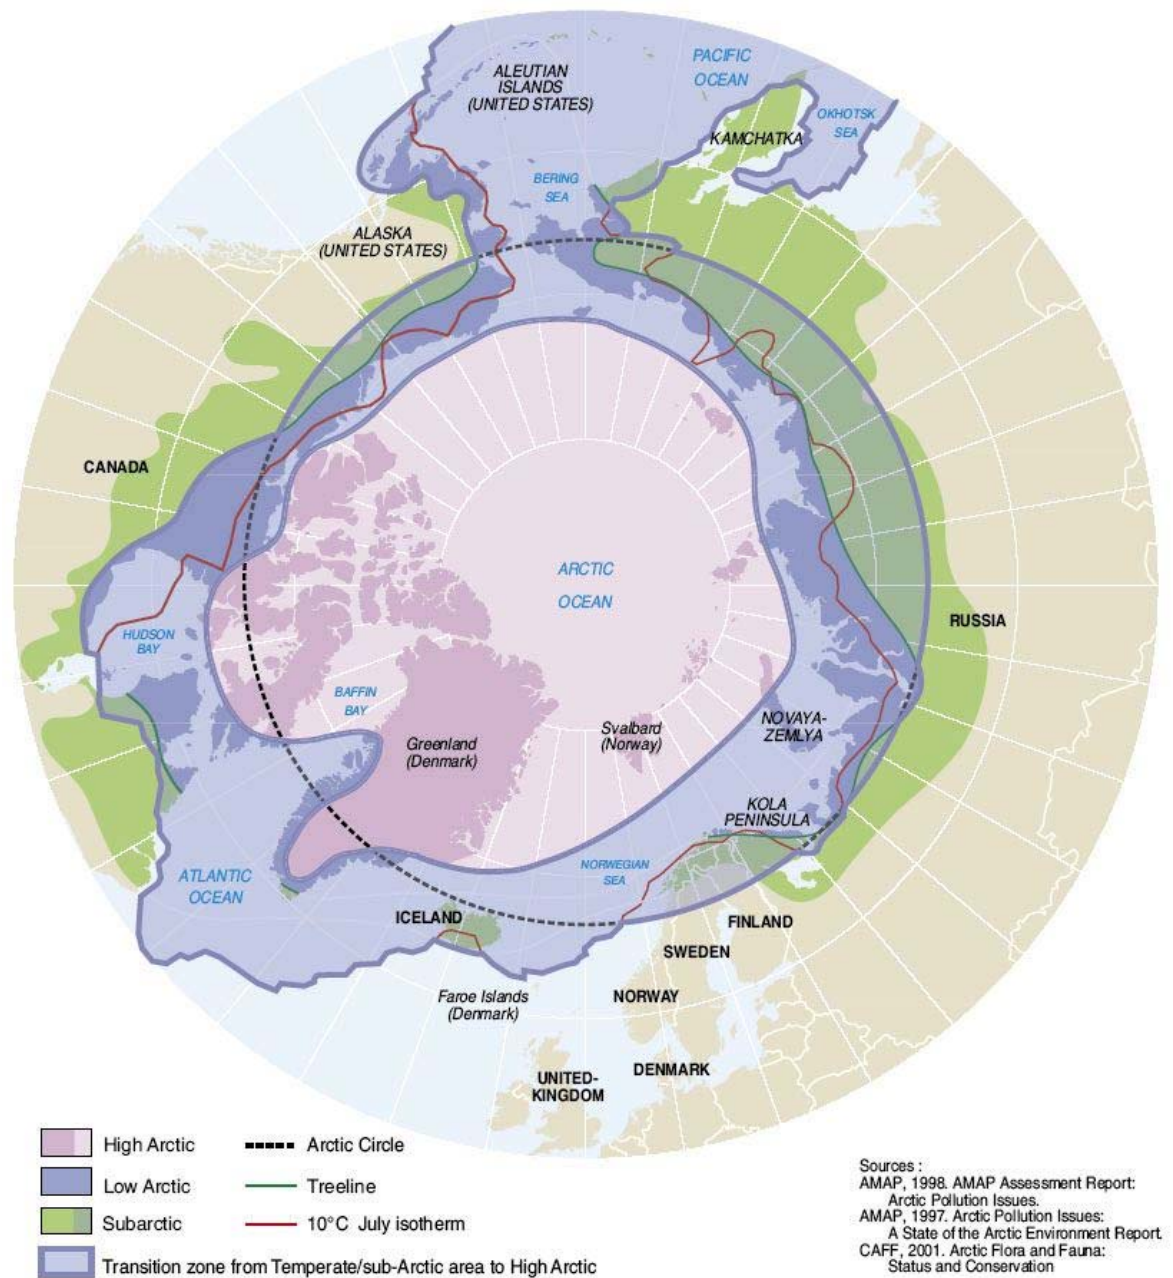 PACIFIC
OCEAN
ALEUTIAN
ISLANDS
(UNITED STATES)
OKHOTSK
SEA
KAMCHATKA
BERING
SEA
ALASKA
(UNITED STATES)
CANADA
ARCTIC
OCEAN
RUSSIA
HUDSON
BAY
BAFFIN
BAY
Greenland
(Denmark)
Svalbard
(Norway)
NOVAYA-
ZEMLYA
KOLA
PENINSULA
NORWEGIAN
SEA
ATLANTIC
OCEAN
ICELAND
FINLAND
SWEDEN
NORWAY
Faroe Islands
(Denmark)
DENMARK
UNITED-
KINGDOM
High Arctic
Low Arctic
Subarctic
Transition zone from Temperate/sub-Arctic area to High Arctic
Arctic Circle
Treeline
10°C July isotherm
Sources :
AMAP, 1998. AMAP Assessment Report:
Arctic Pollution Issues.
AMAP, 1997. Arctic Pollution Issues:
A State of the Arctic Environment Report.
CAFF, 2001. Arctic Flora and Fauna:
Status and Conservation